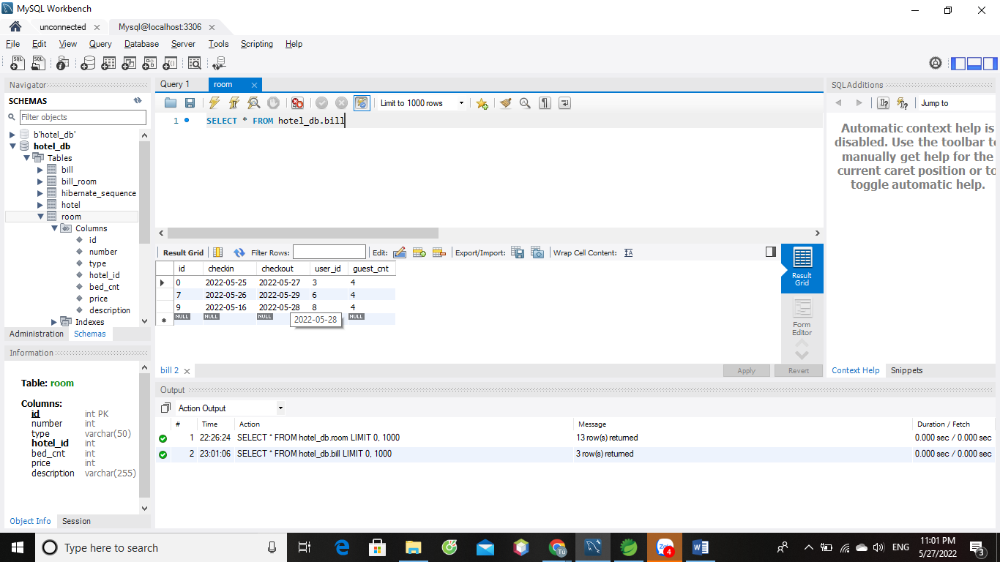 MySQL Workbench
unconnected
Mysql@localhost:3306
File Edit View Query Database Server Tools Scripting Help
Navigator
SCHEMAS
Filter objects
b'hotel_db'
hotel_db
Tables
bill
bill_room
hibernate_sequence
hotel
room
Columns
id
number
type
hotel_id
bed_cnt
price
description
Indexes
Administration Schemas
Information
Table: room
Columns:
id int PK
number int
type varchar(50)
hotel_id int
bed_cnt int
price int
description varchar(255)
Object Info Session
Query 1 room
Limit to 1000 rows
1 SELECT * FROM hotel_db.bill
Result Grid Filter Rows: Edit: Export/Import: Wrap Cell Content:
id checkin checkout user_id guest_cnt
0 2022-05-25 2022-05-27 3 4
7 2022-05-26 2022-05-29 6 4
9 2022-05-16 2022-05-28 8 4
NULL NULL NULL NULL
2022-05-28
Result
Grid
Form
Editor
bill 2
Apply Revert
Output
Action Output
# Time Action Message Duration / Fetch
1 22:26:24 SELECT * FROM hotel_db.room LIMIT 0, 1000 13 row(s) returned 0.000 sec / 0.000 sec
2 23:01:06 SELECT * FROM hotel_db.bill LIMIT 0, 1000 3 row(s) returned 0.000 sec / 0.000 sec
SQLAdditions
Jump to
Automatic context help is
disabled. Use the toolbar to
manually get help for the
current caret position or to
toggle automatic help.
Context Help Snippets
Type here to search
4
ENG
11:01 PM
5/27/2022
3